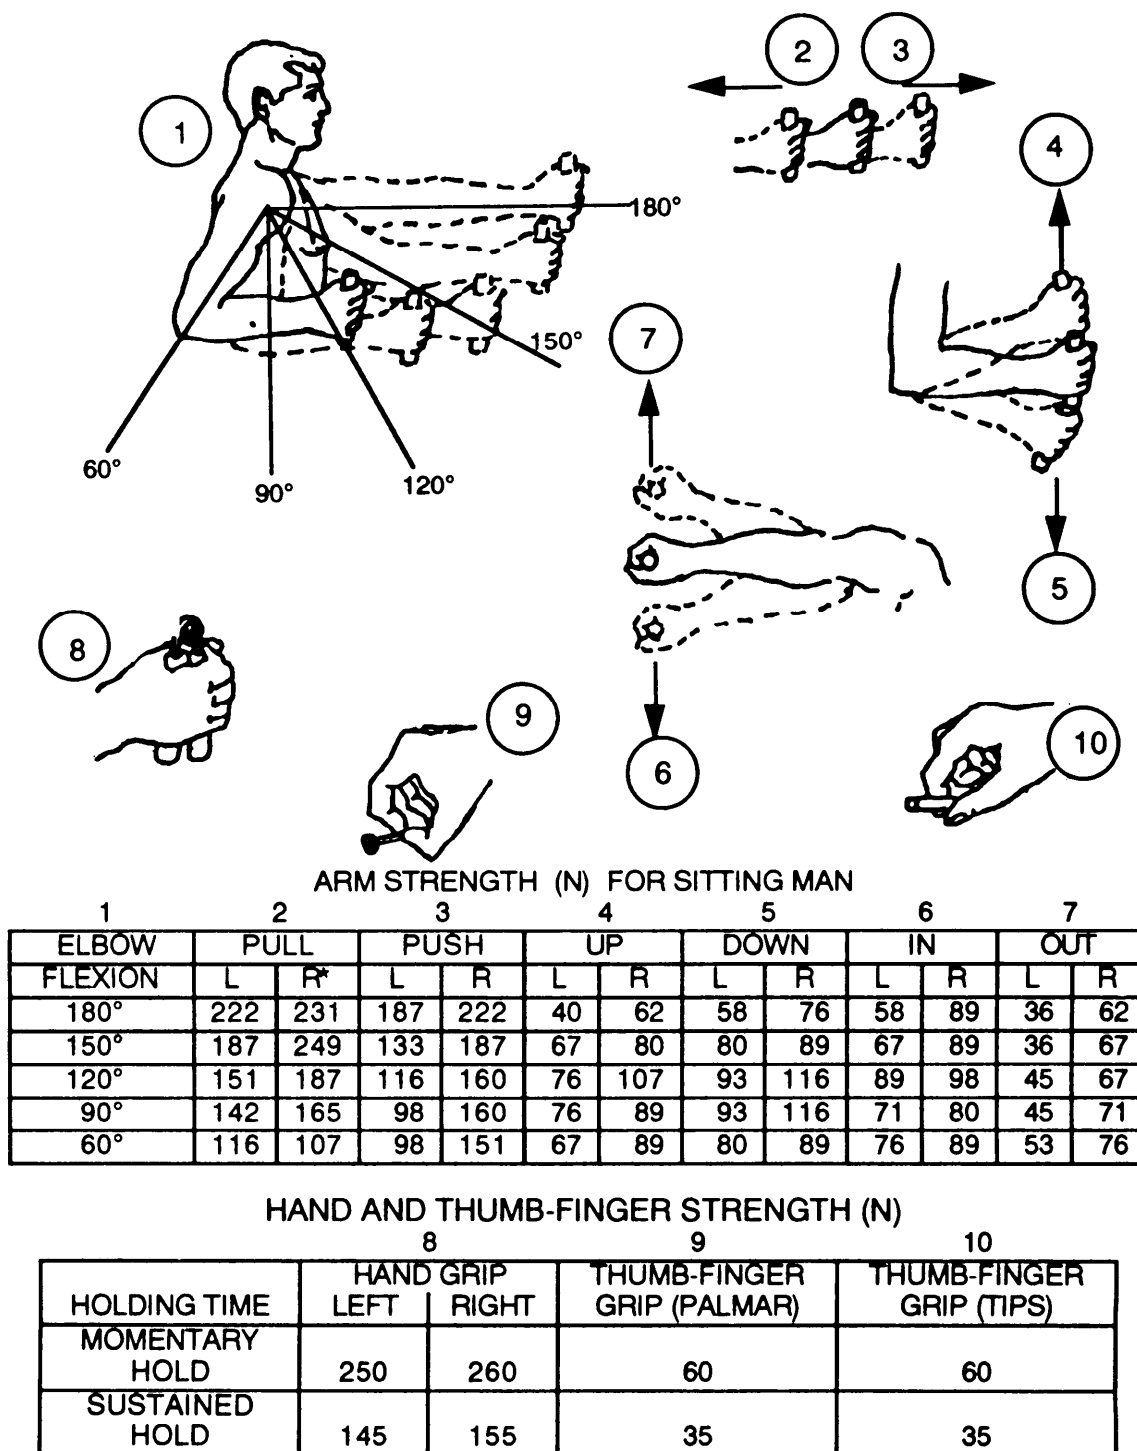 1
2 3
4
180°
150°
7
60°
90°
120°
5
8
9
6
10
ARM STRENGTH (N) FOR SITTING MAN
1 2 3 4 5 6 7
ELBOW PULL PUSH UP DOWN IN OUT
FLEXION L R* L R L R L R L R L R
180° 222 231 187 222 40 62 58 76 58 89 36 62
150° 187 249 133 187 67 80 80 89 67 89 36 67
120° 151 187 116 160 76 107 93 116 89 98 45 67
90° 142 165 98 160 76 89 93 116 71 80 45 71
60° 116 107 98 151 67 89 80 89 76 89 53 76
HAND AND THUMB-FINGER STRENGTH (N)
8 9 10
HAND GRIP THUMB-FINGER THUMB-FINGER
HOLDING TIME LEFT RIGHT GRIP (PALMAR) GRIP (TIPS)
MOMENTARY
HOLD 250 260 60 60
SUSTAINED
HOLD 145 155 35 35